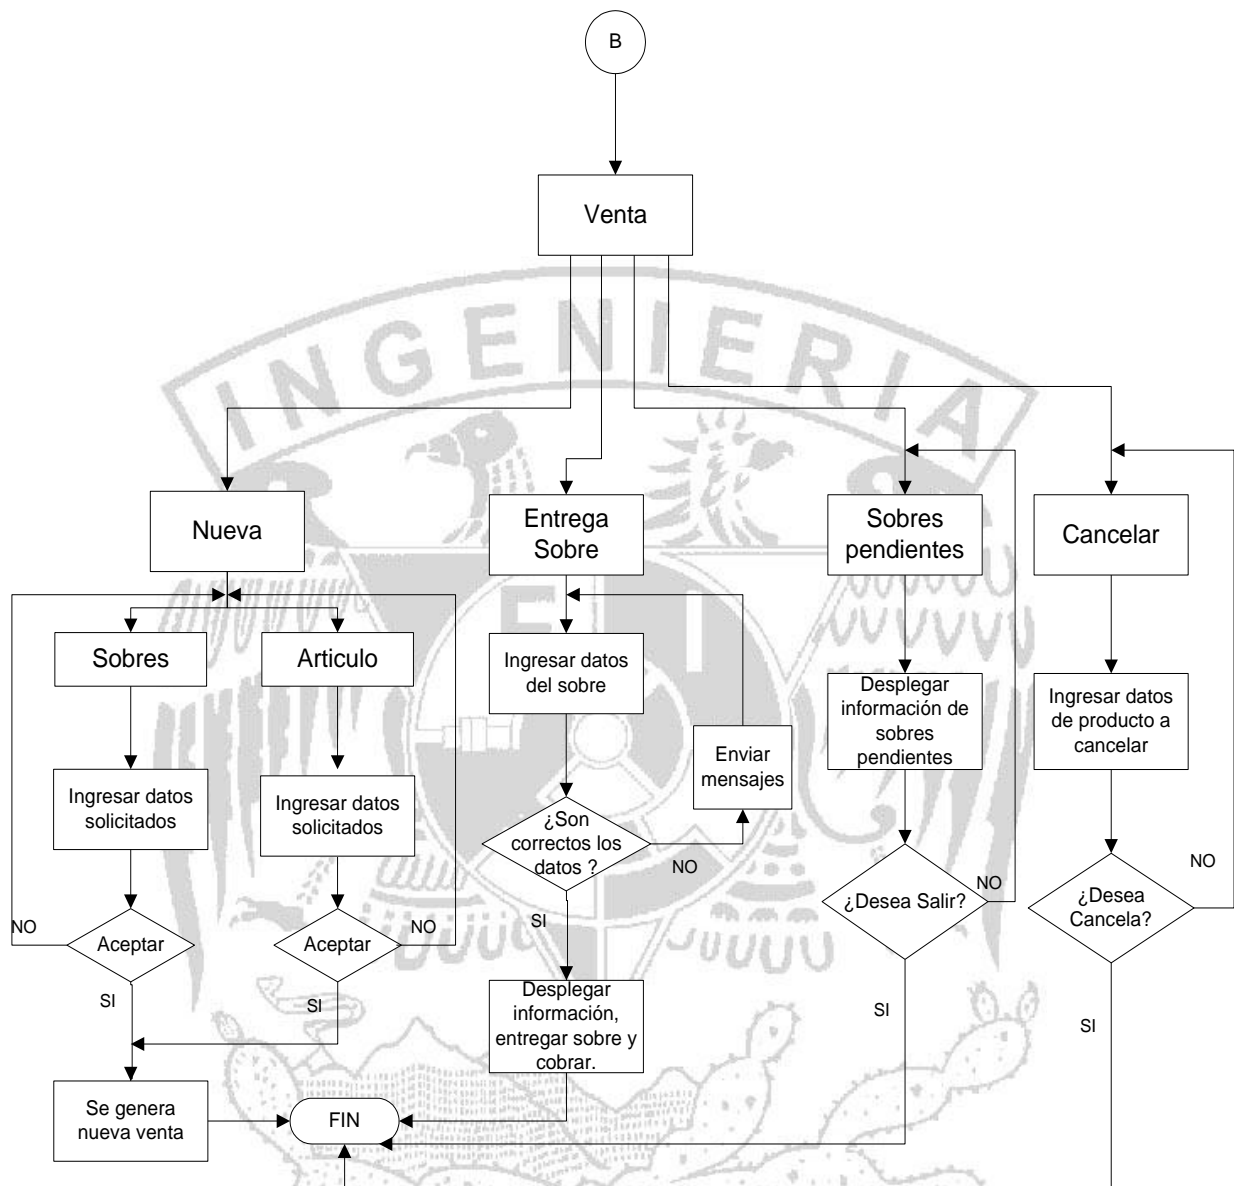 B
Venta
INGENIERIA
Nueva
Entrega
Sobre
Sobres
pendientes
Cancelar
F I
Sobres
Articulo
Ingresar datos
del sobre
Enviar
mensajes
Desplegar
información de
sobres
pendientes
Ingresar datos
de producto a
cancelar
Ingresar datos
solicitados
Ingresar datos
solicitados
¿Son
correctos los
datos ?
NO
¿Desea Salir?
NO
¿Desea
Cancela?
NO
NO
Aceptar
Aceptar
NO
SI
SI
SI
Desplegar
información,
entregar sobre y
cobrar.
SI
SI
Se genera
nueva venta
FIN